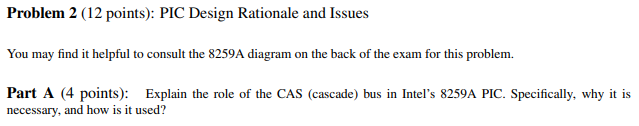 Problem 2 (12 points): PIC Design Rationale and Issues
You may find it helpful to consult the 8259A diagram on the back of the exam for this problem.
Part A (4 points): Explain the role of the CAS (cascade) bus in Intel's 8259A PIC. Specifically, why it is
necessary, and how is it used?